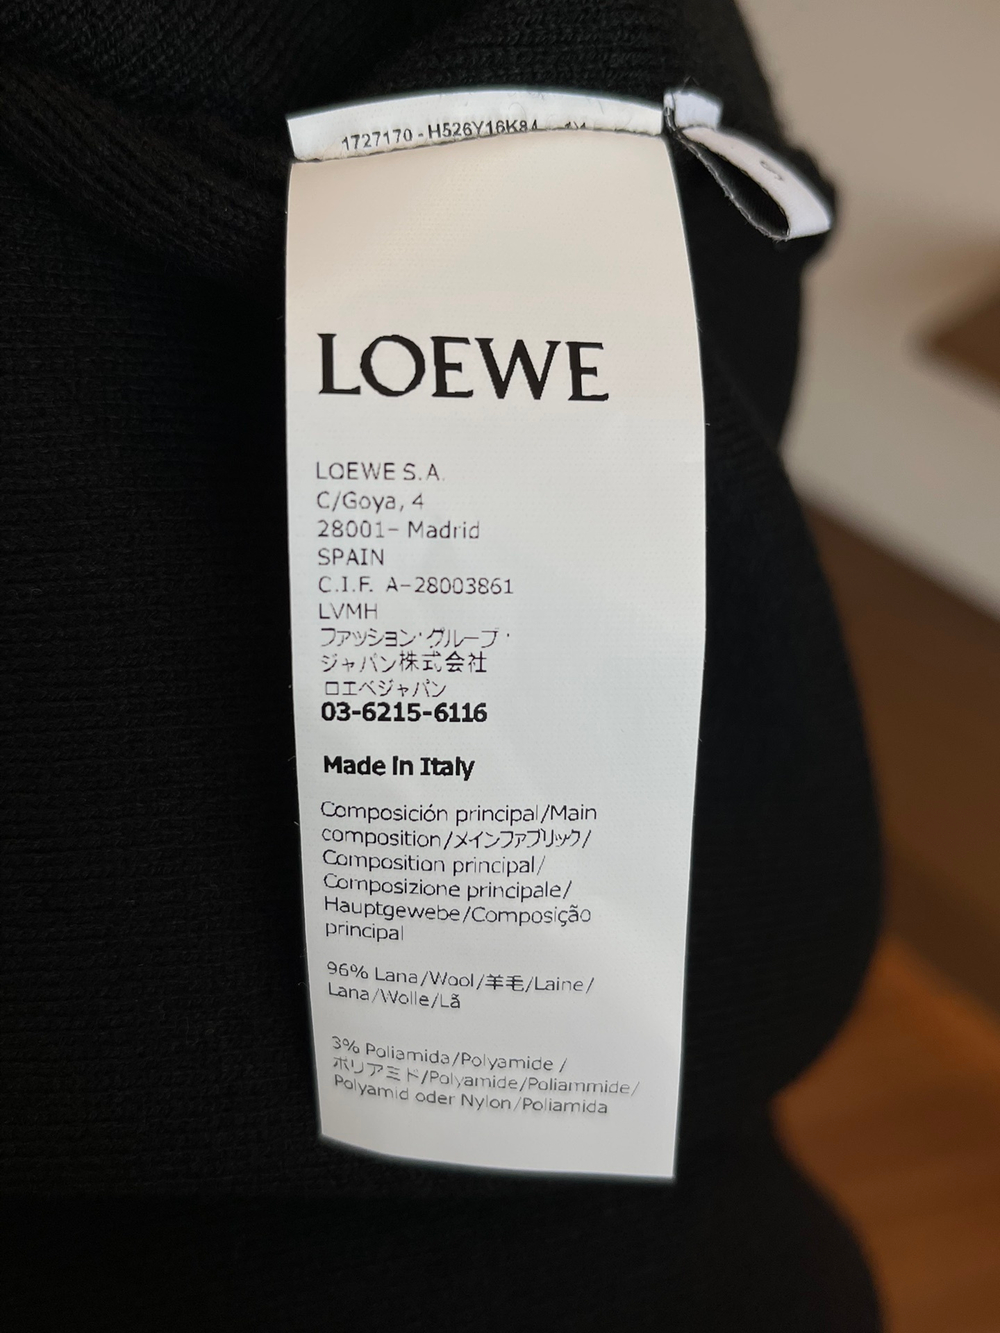 1727170 - H526Y16K84
LOEWE
LOEWE S.A.
C/Goya, 4
28001- Madrid
SPAIN
C.I.F. A-28003861
LVMH
ファッション・グループ・
ジャパン株式会社
ロエベジャパン
03-6215-6116
Made in Italy
Composición principal/Main
composition/メインファブリック/
Composition principal/
Composizione principale/
Hauptgewebe/Composição
principal
96% Lana/Wool/羊毛/Laine/
Lana/Wolle/Lã
3% Poliamida/Polyamide /
ポリアミド/Polyamide/Poliammide/
Polyamid oder Nylon/Poliamida